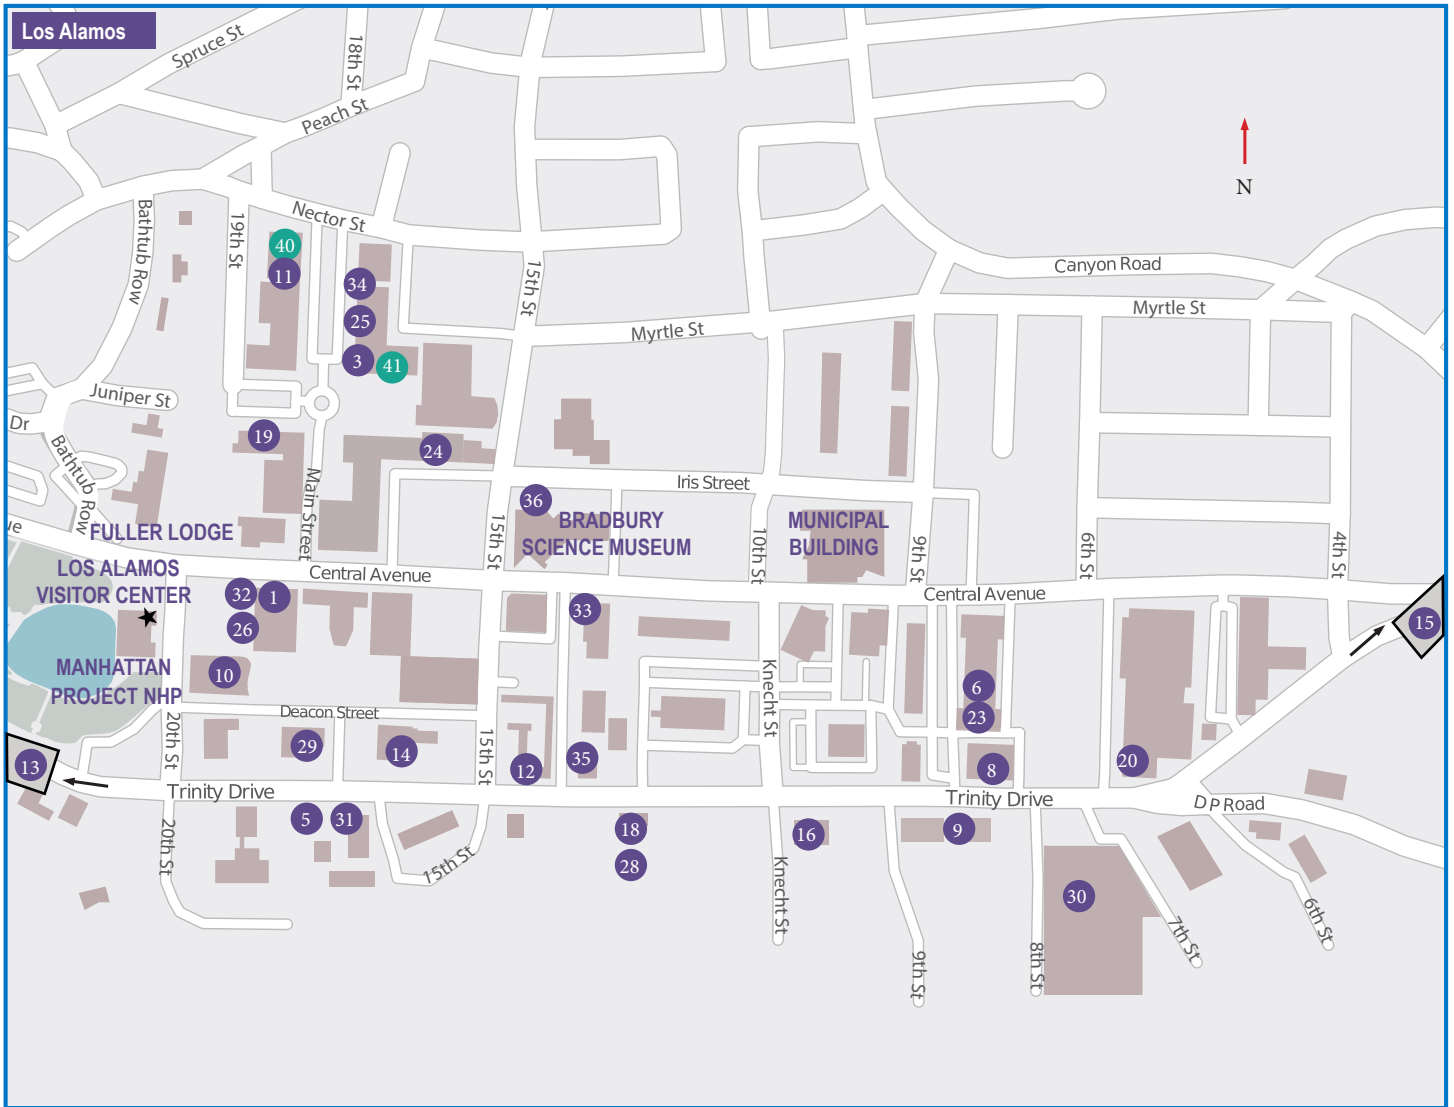 Los Alamos
Spruce St
18th St
Peach St
N
Nector St
Bathtub Row
19th St
40
11
34
25
3
41
15th St
Canyon Road
Myrtle St
Myrtle St
Juniper St
Dr
Bathtub Row
19
24
Main Street
Iris Street
36
15th St
BRADBURY
SCIENCE MUSEUM
10th St
MUNICIPAL
BUILDING
9th St
6th St
4th St
ue
FULLER LODGE
Central Avenue
Central Avenue
LOS ALAMOS
VISITOR CENTER
32
1
26
33
15
MANHATTAN
PROJECT NHP
10
Knecht St
6
23
Deacon Street
20th St
29
14
15th St
12
35
8
20
13
Trinity Drive
Trinity Drive
D P Road
5
31
18
28
16
9
20th St
15th St
Knecht St
30
9th St
8th St
7th St
6th St